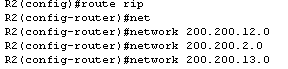 R2(config)#route rip
R2(config-router)#net
R2(config-router)#network 200.200.12.0
R2(config-router)#network 200.200.2.0
R2(config-router)#network 200.200.13.0